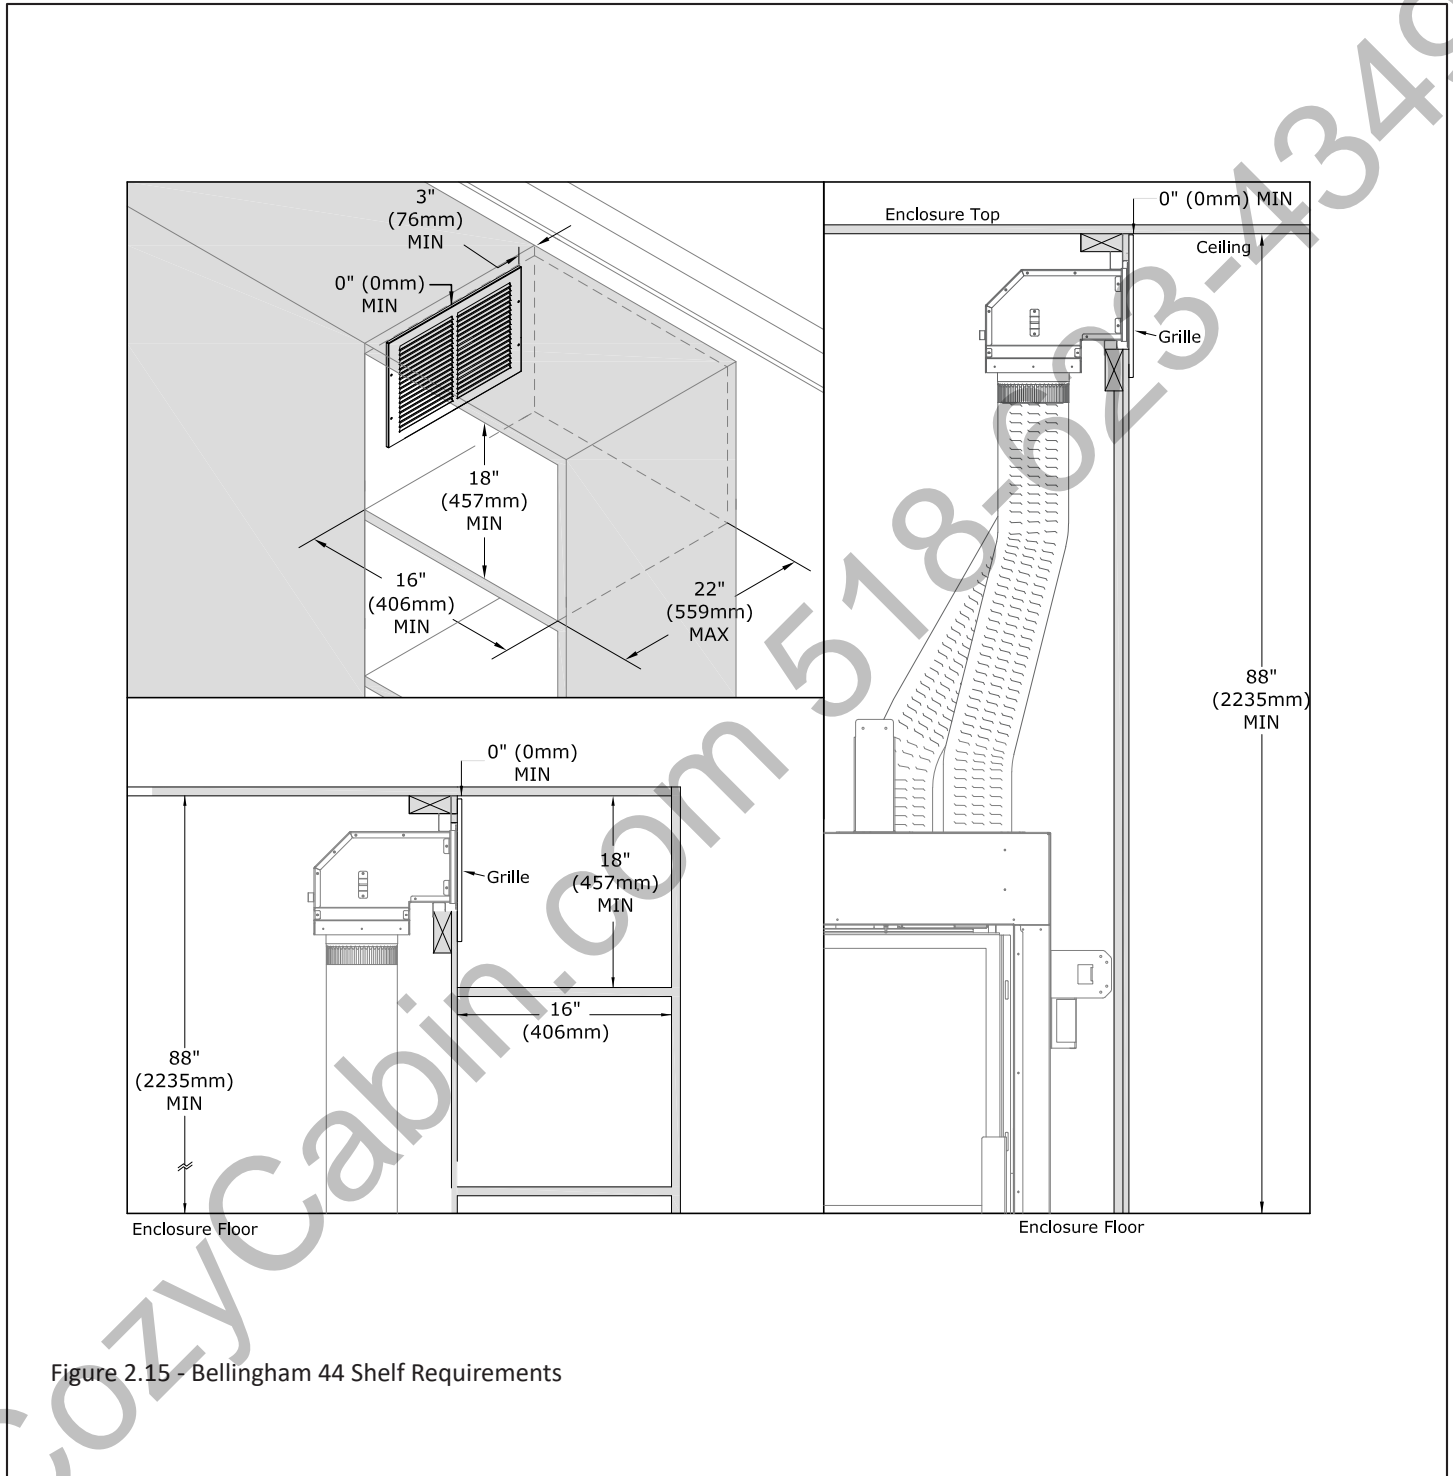 3"
(76mm)
MIN
0" (0mm)
MIN
18"
(457mm)
MIN
16"
(406mm)
MIN
22"
(559mm)
MAX
Enclosure Top
0" (0mm) MIN
Ceiling
Grille
88"
(2235mm)
MIN
Enclosure Floor
0" (0mm)
MIN
Grille
18"
(457mm)
MIN
16"
(406mm)
88"
(2235mm)
MIN
Enclosure Floor
Figure 2.15 - Bellingham 44 Shelf Requirements
CozyCabin.com 518-623-4349